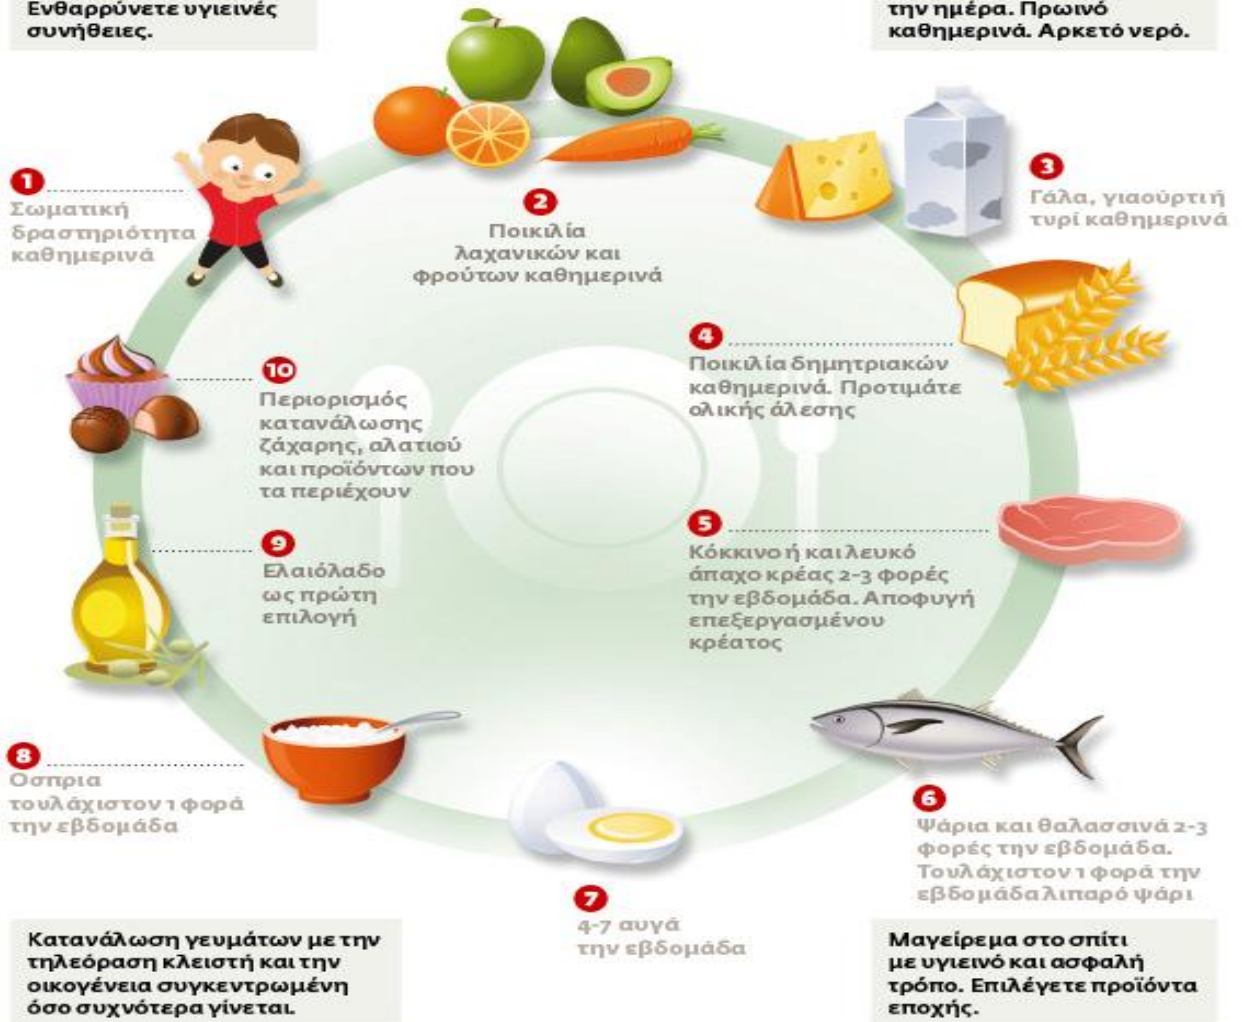 Ενθαρρύνετε υγιεινές
συνήθειες.
την ημέρα. Πρωινό
καθημερινά. Αρκετό νερό.
1
Σωματική
δραστηριότητα
καθημερινά
2
Ποικιλία
λαχανικών και
φρούτων καθημερινά
3
Γάλα, γιαούρτι ή
τυρί καθημερινά
4
Ποικιλία δημητριακών
καθημερινά. Προτιμάτε
ολικής άλεσης
5
Κόκκινο ή και λευκό
άπαχο κρέας 2-3 φορές
την εβδομάδα. Αποφυγή
επεξεργασμένου
κρέατος
6
Ψάρια και θαλασσινά 2-3
φορές την εβδομάδα.
Τουλάχιστον 1 φορά την
εβδομάδα λιπαρό ψάρι
7
4-7 αυγά
την εβδομάδα
8
Οσπρια
τουλάχιστον 1 φορά
την εβδομάδα
9
Ελαιόλαδο
ως πρώτη
επιλογή
10
Περιορισμός
κατανάλωσης
ζάχαρης, αλατιού
και προϊόντων που
τα περιέχουν
Κατανάλωση γευμάτων με την
τηλεόραση κλειστή και την
οικογένεια συγκεντρωμένη
όσο συχνότερα γίνεται.
Μαγείρεμα στο σπίτι
με υγιεινό και ασφαλή
τρόπο. Επιλέγετε προϊόντα
εποχής.